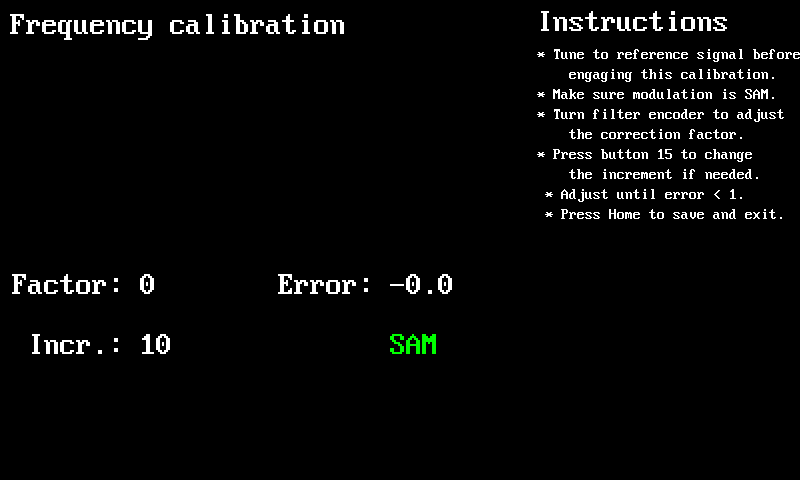 Frequency calibration
Instructions
* Tune to reference signal before
engaging this calibration.
* Make sure modulation is SAM.
* Turn filter encoder to adjust
the correction factor.
* Press button 15 to change
the increment if needed.
* Adjust until error < 1.
* Press Home to save and exit.
Factor: 0 Error: -0.0
Incr.: 10 SAM